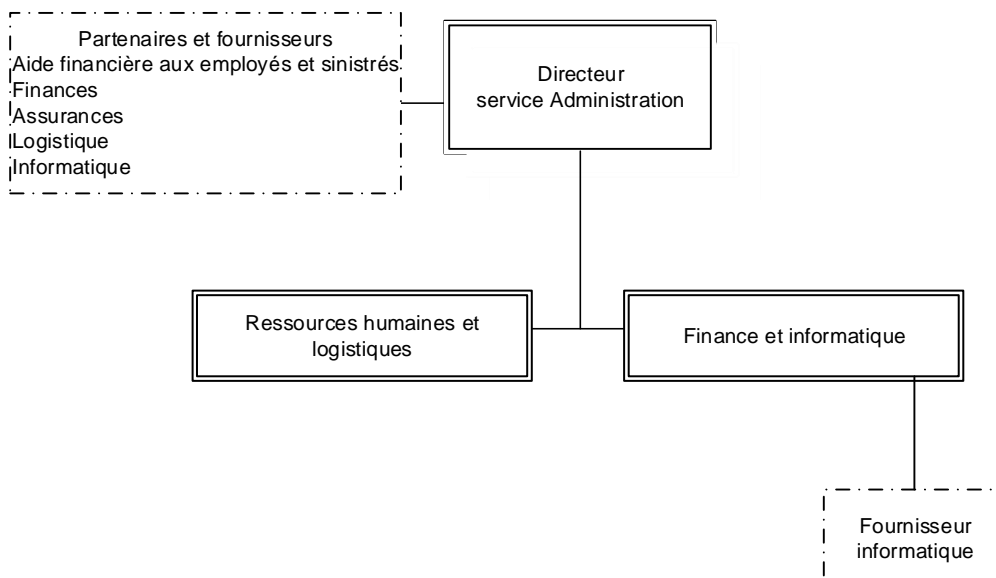 Partenaires et fournisseurs
Aide financière aux employés et sinistrés
Finances
Assurances
Logistique
Informatique
Directeur
service Administration
Ressources humaines et
logistiques
Finance et informatique
Fournisseur
informatique